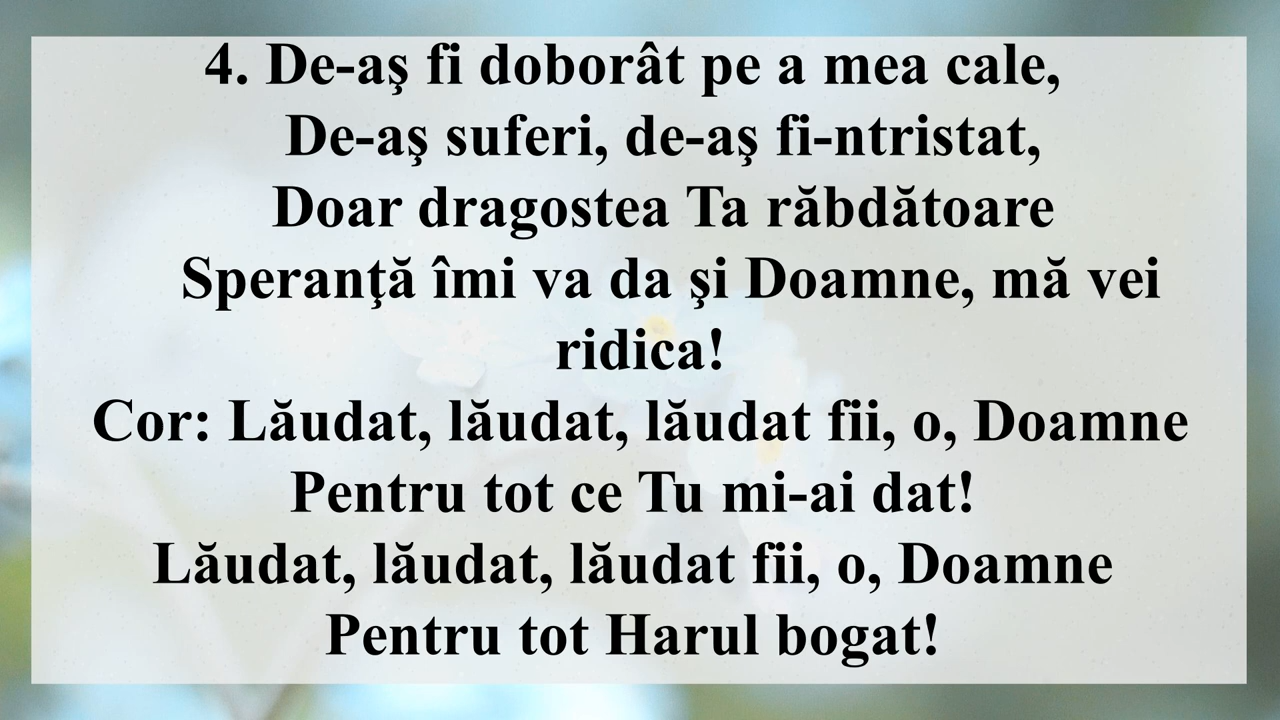 4. De-aş fi doborât pe a mea cale,
De-aş suferi, de-aş fi-ntristat,
Doar dragostea Ta răbdătoare
Speranţă îmi va da şi Doamne, mă vei
ridica!
Cor: Lăudat, lăudat, lăudat fii, o, Doamne
Pentru tot ce Tu mi-ai dat!
Lăudat, lăudat, lăudat fii, o, Doamne
Pentru tot Harul bogat!